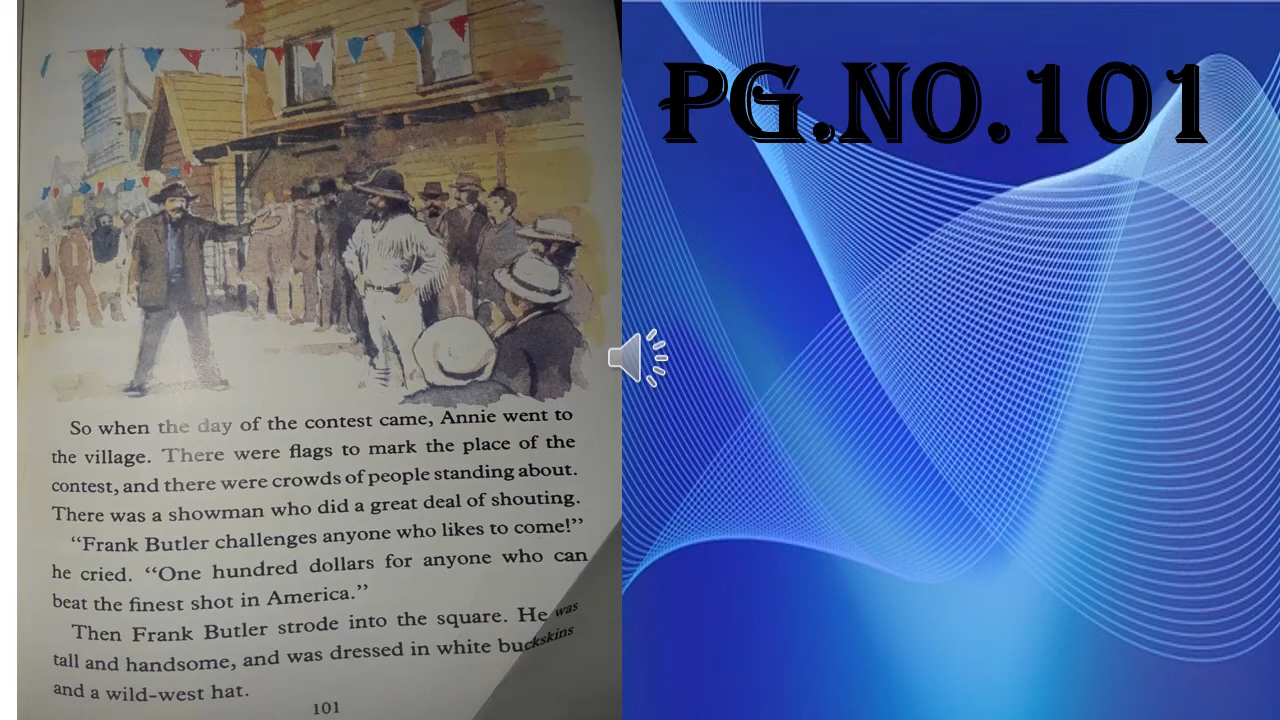 So when the day of the contest came, Annie went to
the village. There were flags to mark the place of the
contest, and there were crowds of people standing about.
There was a showman who did a great deal of shouting.
“Frank Butler challenges anyone who likes to come!”
he cried. “One hundred dollars for anyone who can
beat the finest shot in America.”
Then Frank Butler strode into the square. He was
tall and handsome, and was dressed in white buckskins
and a wild-west hat.
101
PG.NO.101